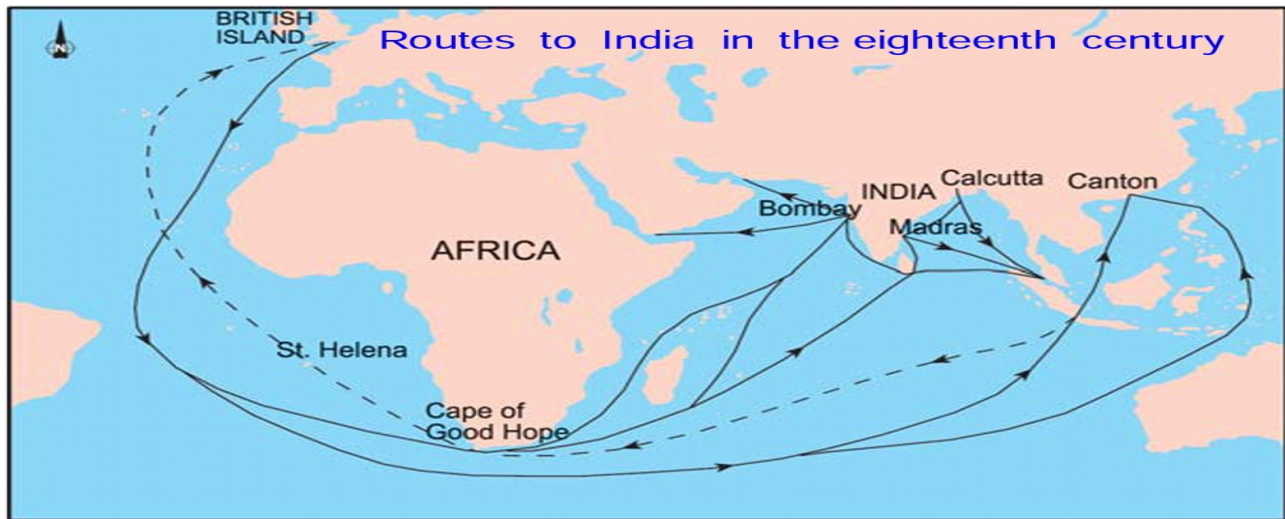 BRITISH
ISLAND
Routes to India in the eighteenth century
N
INDIA
Calcutta
Canton
Bombay
Madras
AFRICA
St. Helena
Cape of
Good Hope